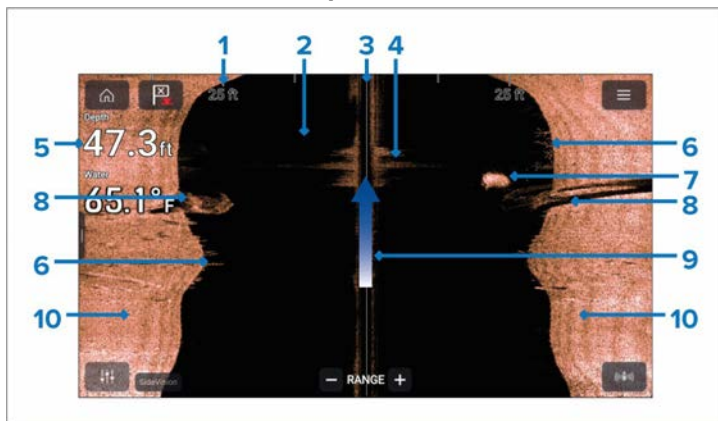 1 2 3 4
25 ft 25 ft
Depth
5 47.3ft 6
7
Water
8 65.1°F 8
6 9
10 10
SideVision
− RANGE +